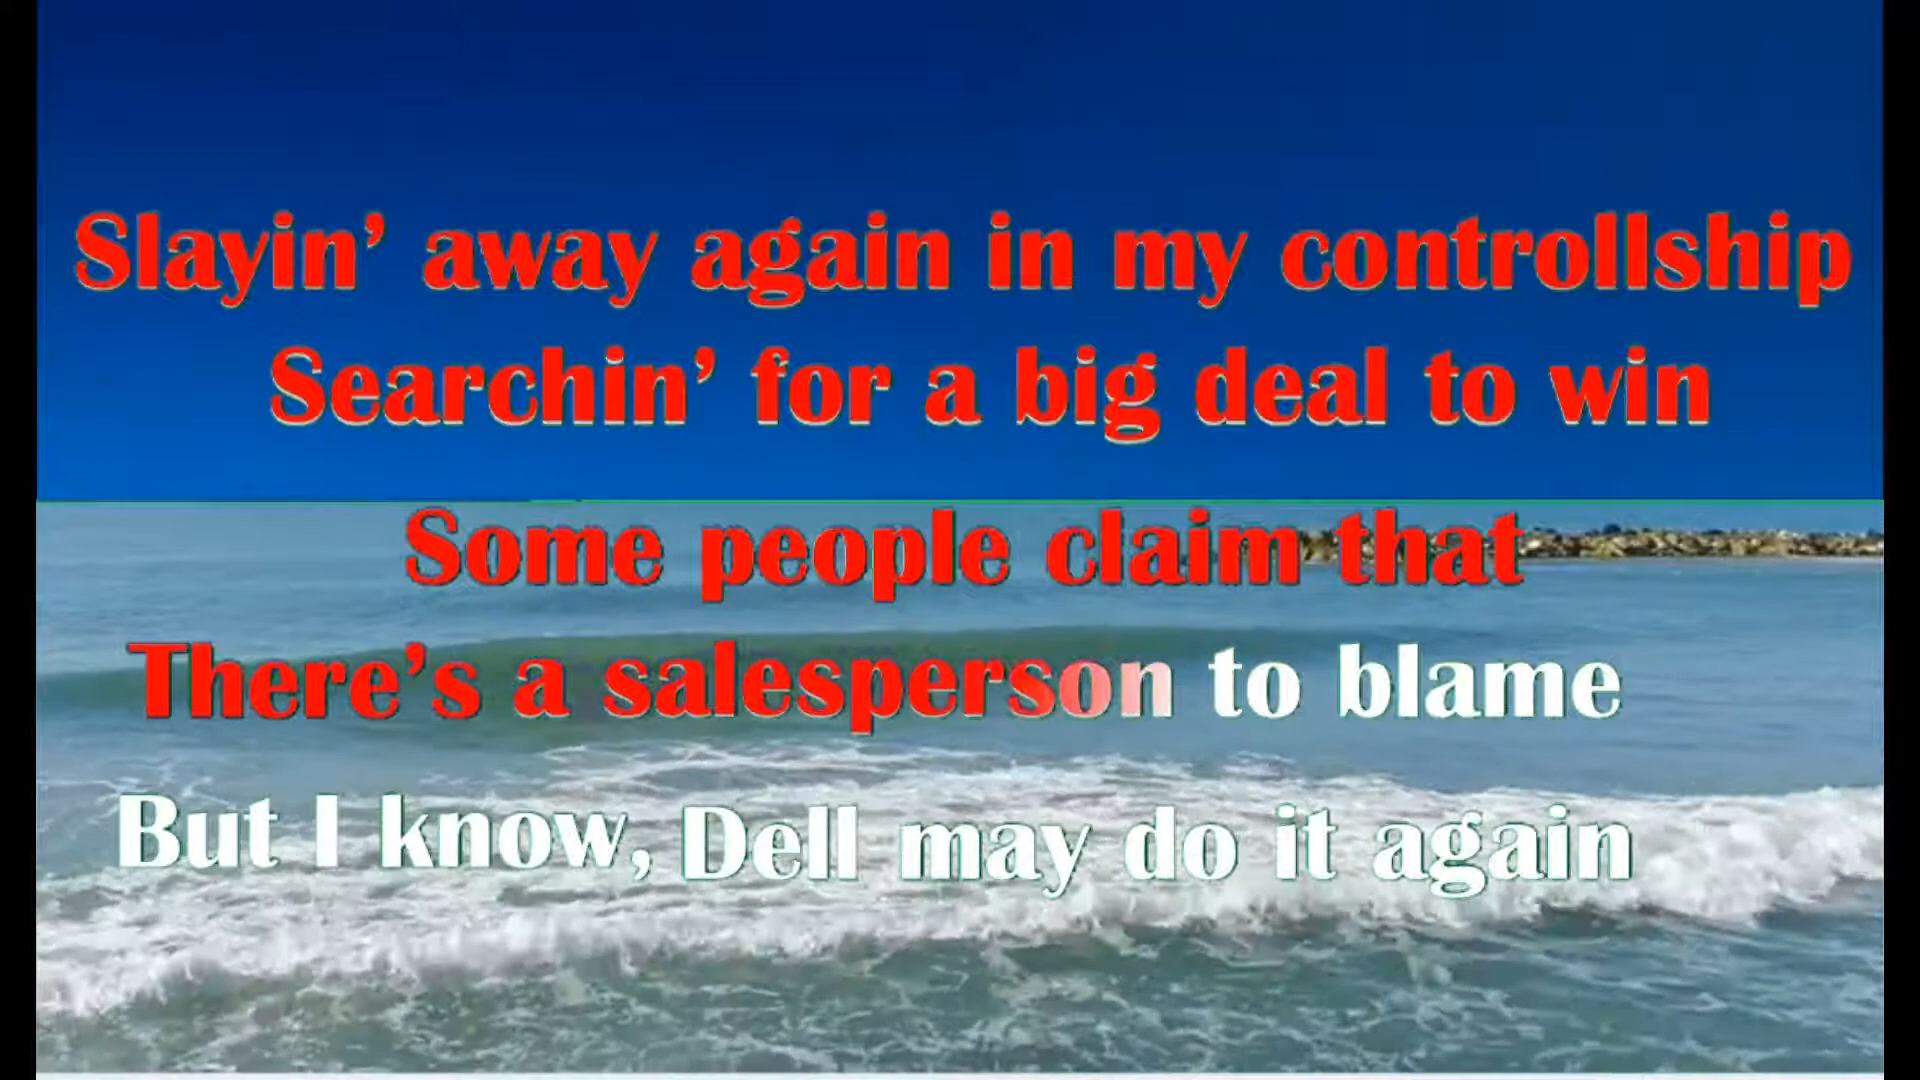 Slayin’ away again in my controllship
Searchin’ for a big deal to win
Some people claim that
There’s a salesperson to blame
But I know, Dell may do it again